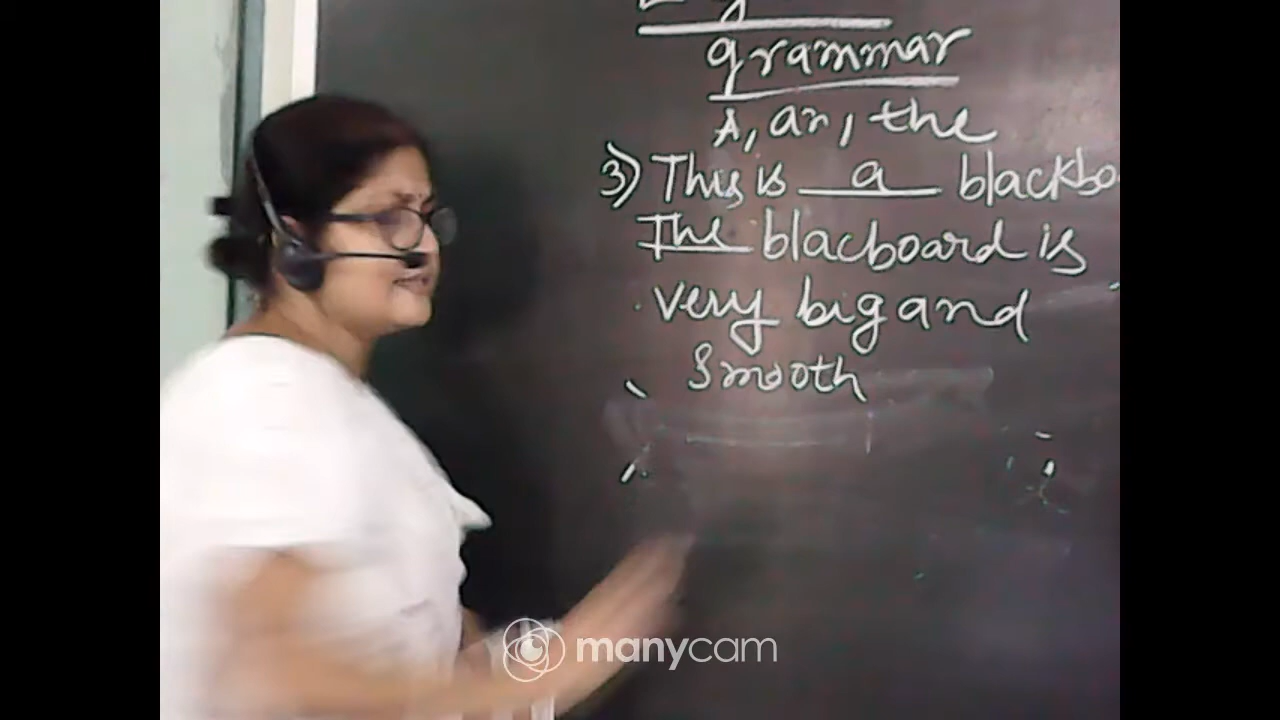 grammar
A, an, the
3) This is a blackbo
The blacboard is
very big and
Smooth
manycam